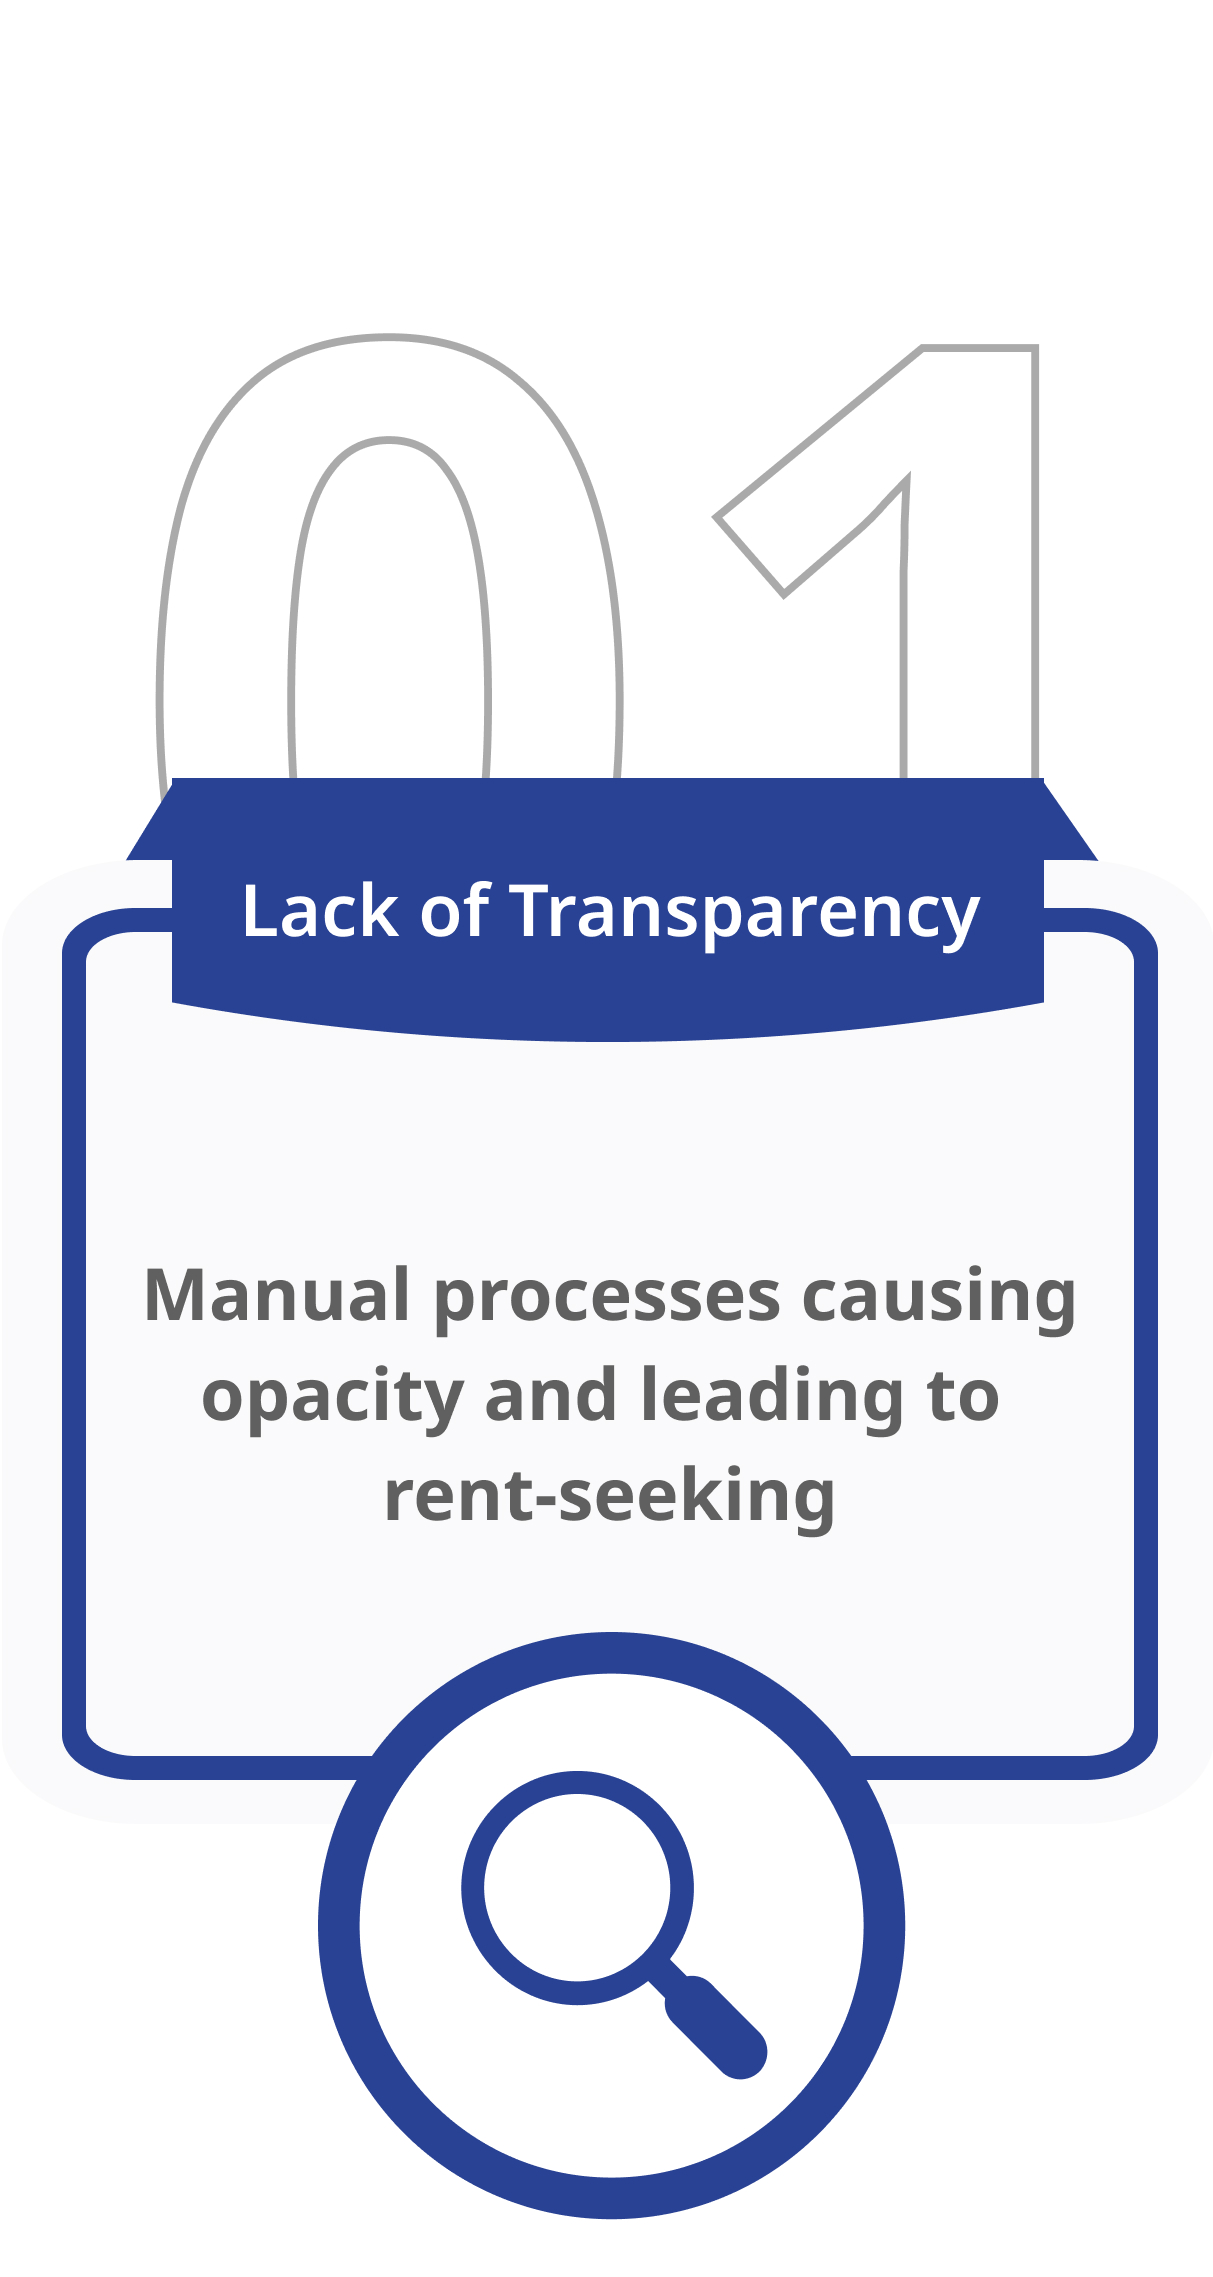 01
Lack of Transparency
Manual processes causing
opacity and leading to
rent-seeking